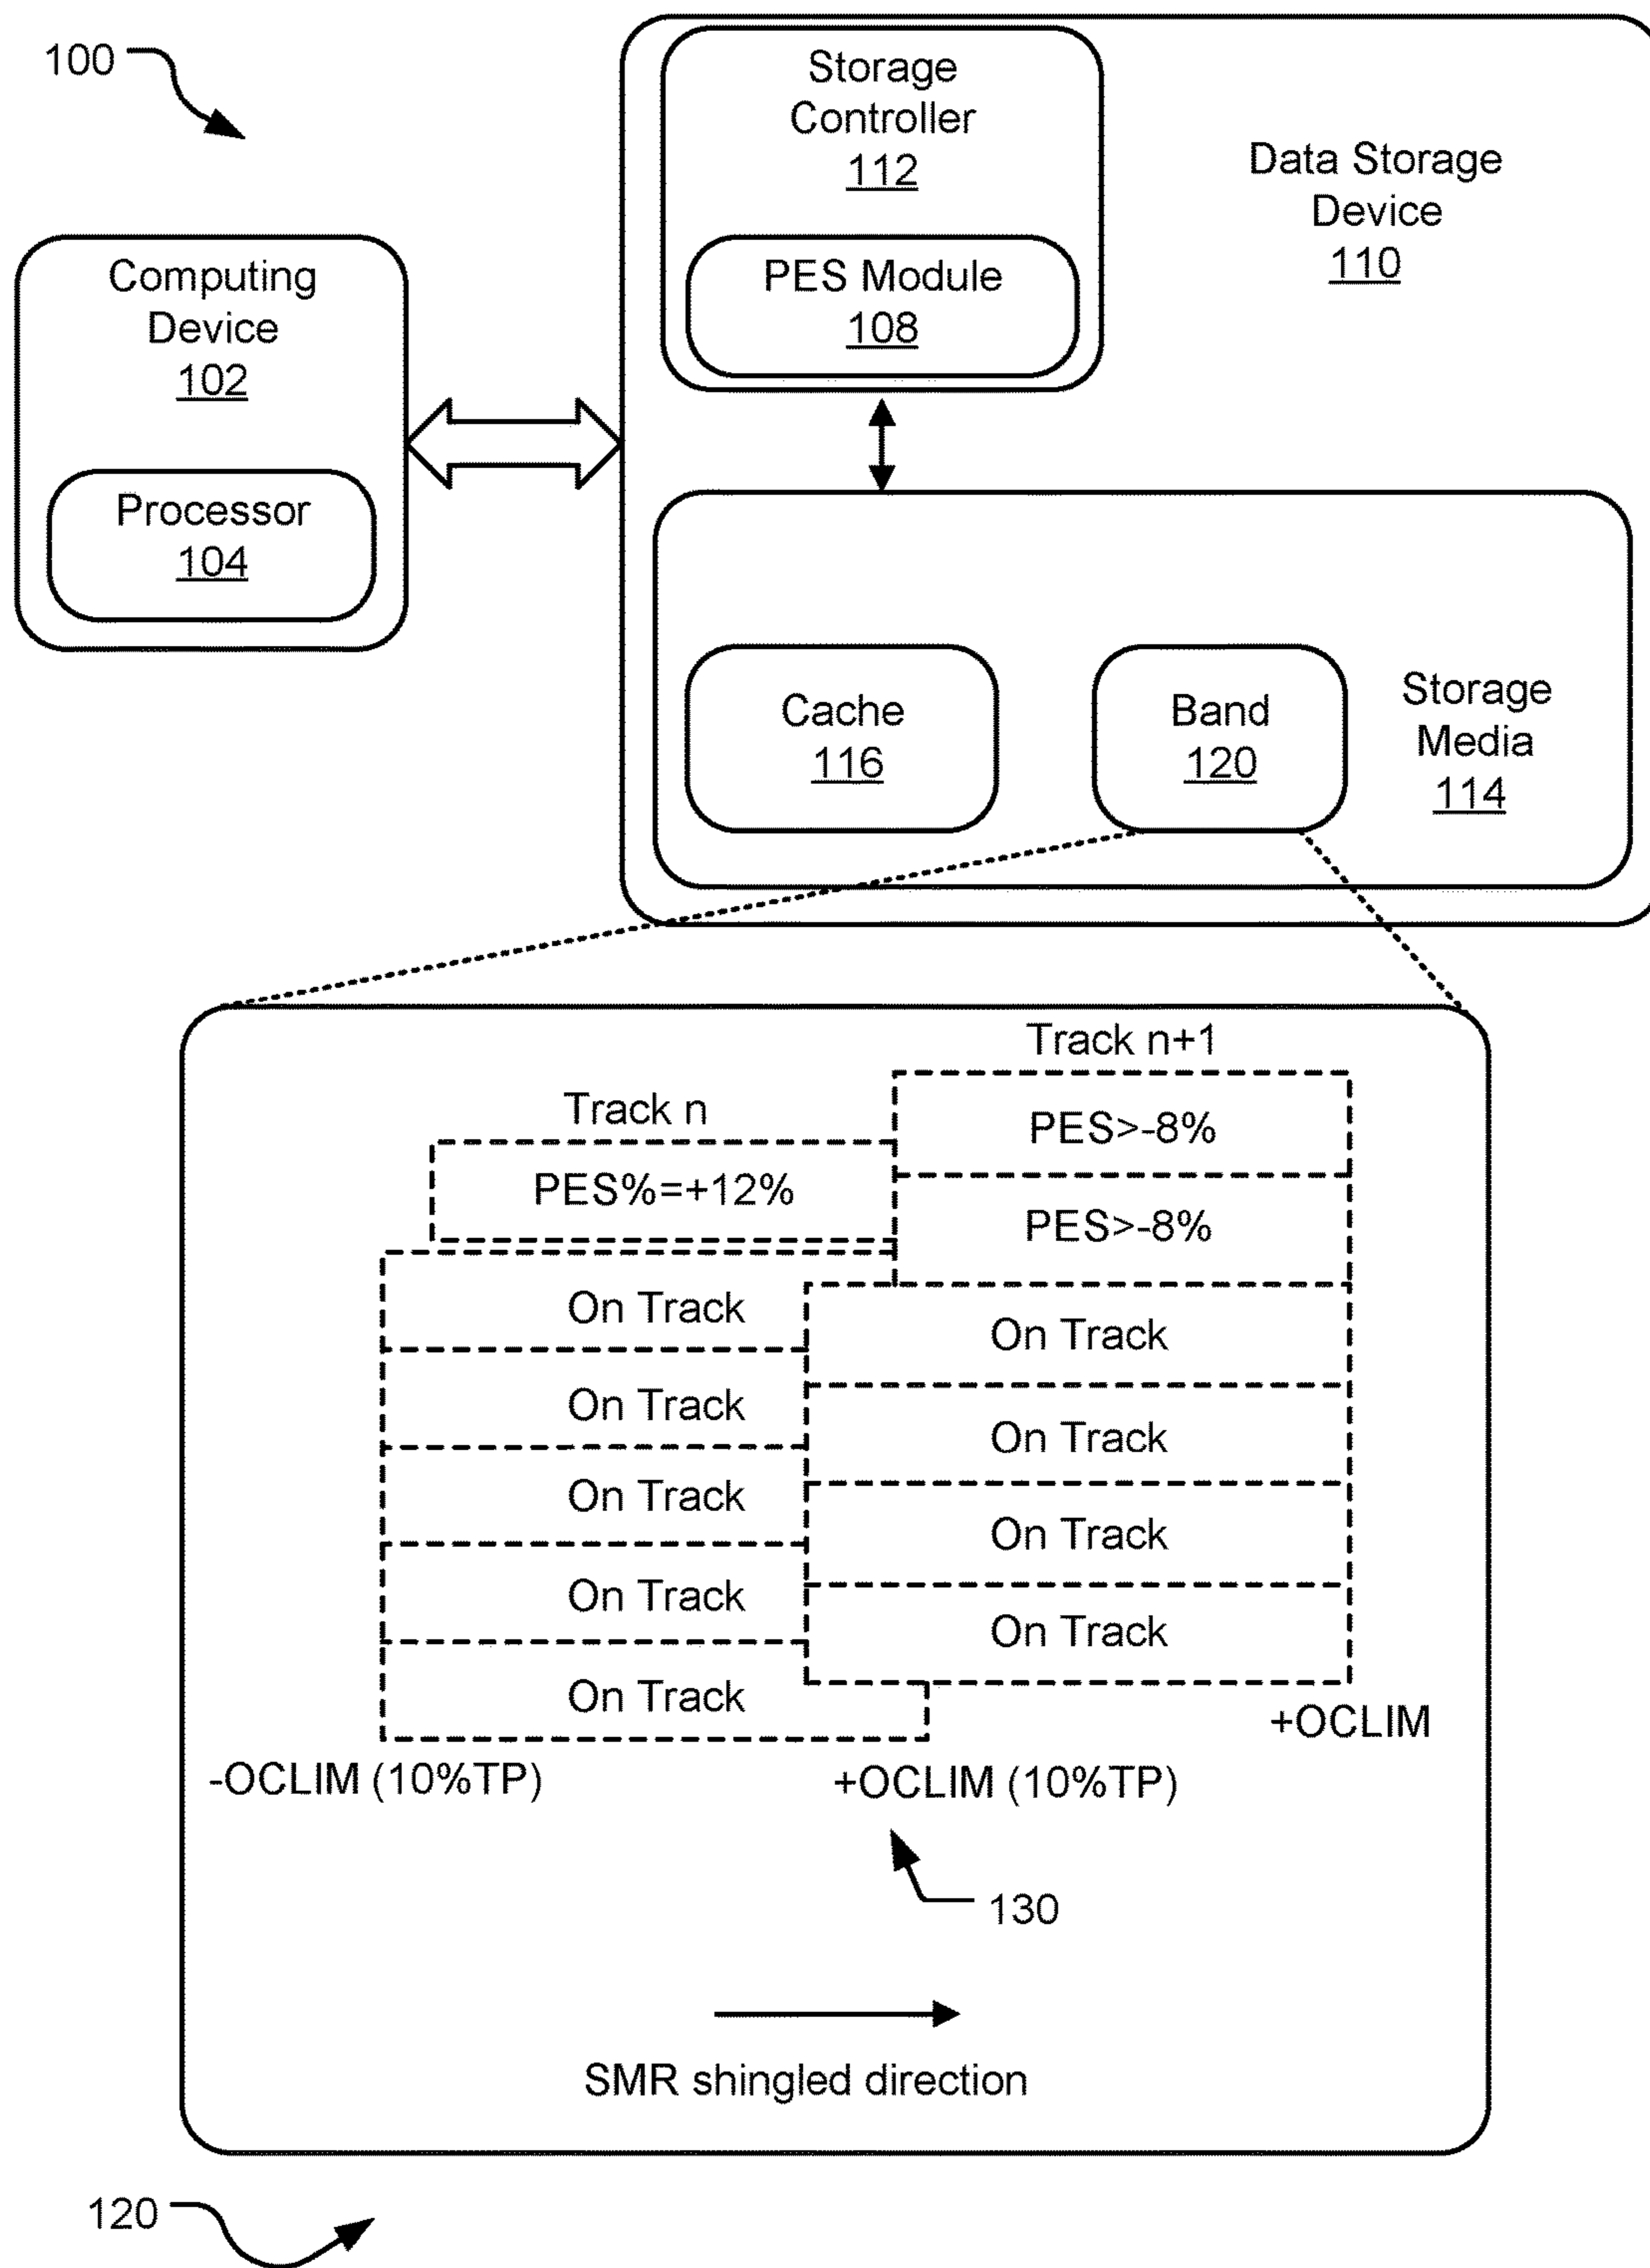 100
Storage
Controller
112
PES Module
108
Data Storage
Device
110
Computing
Device
102
Processor
104
Cache
116
Band
120
Storage
Media
114
Track n+1
Track n
PES>-8%
PES%=+12%
PES>-8%
On Track
On Track
On Track
On Track
On Track
On Track
On Track
On Track
On Track
+OCLIM
-OCLIM (10%TP)
+OCLIM (10%TP)
130
SMR shingled direction
120